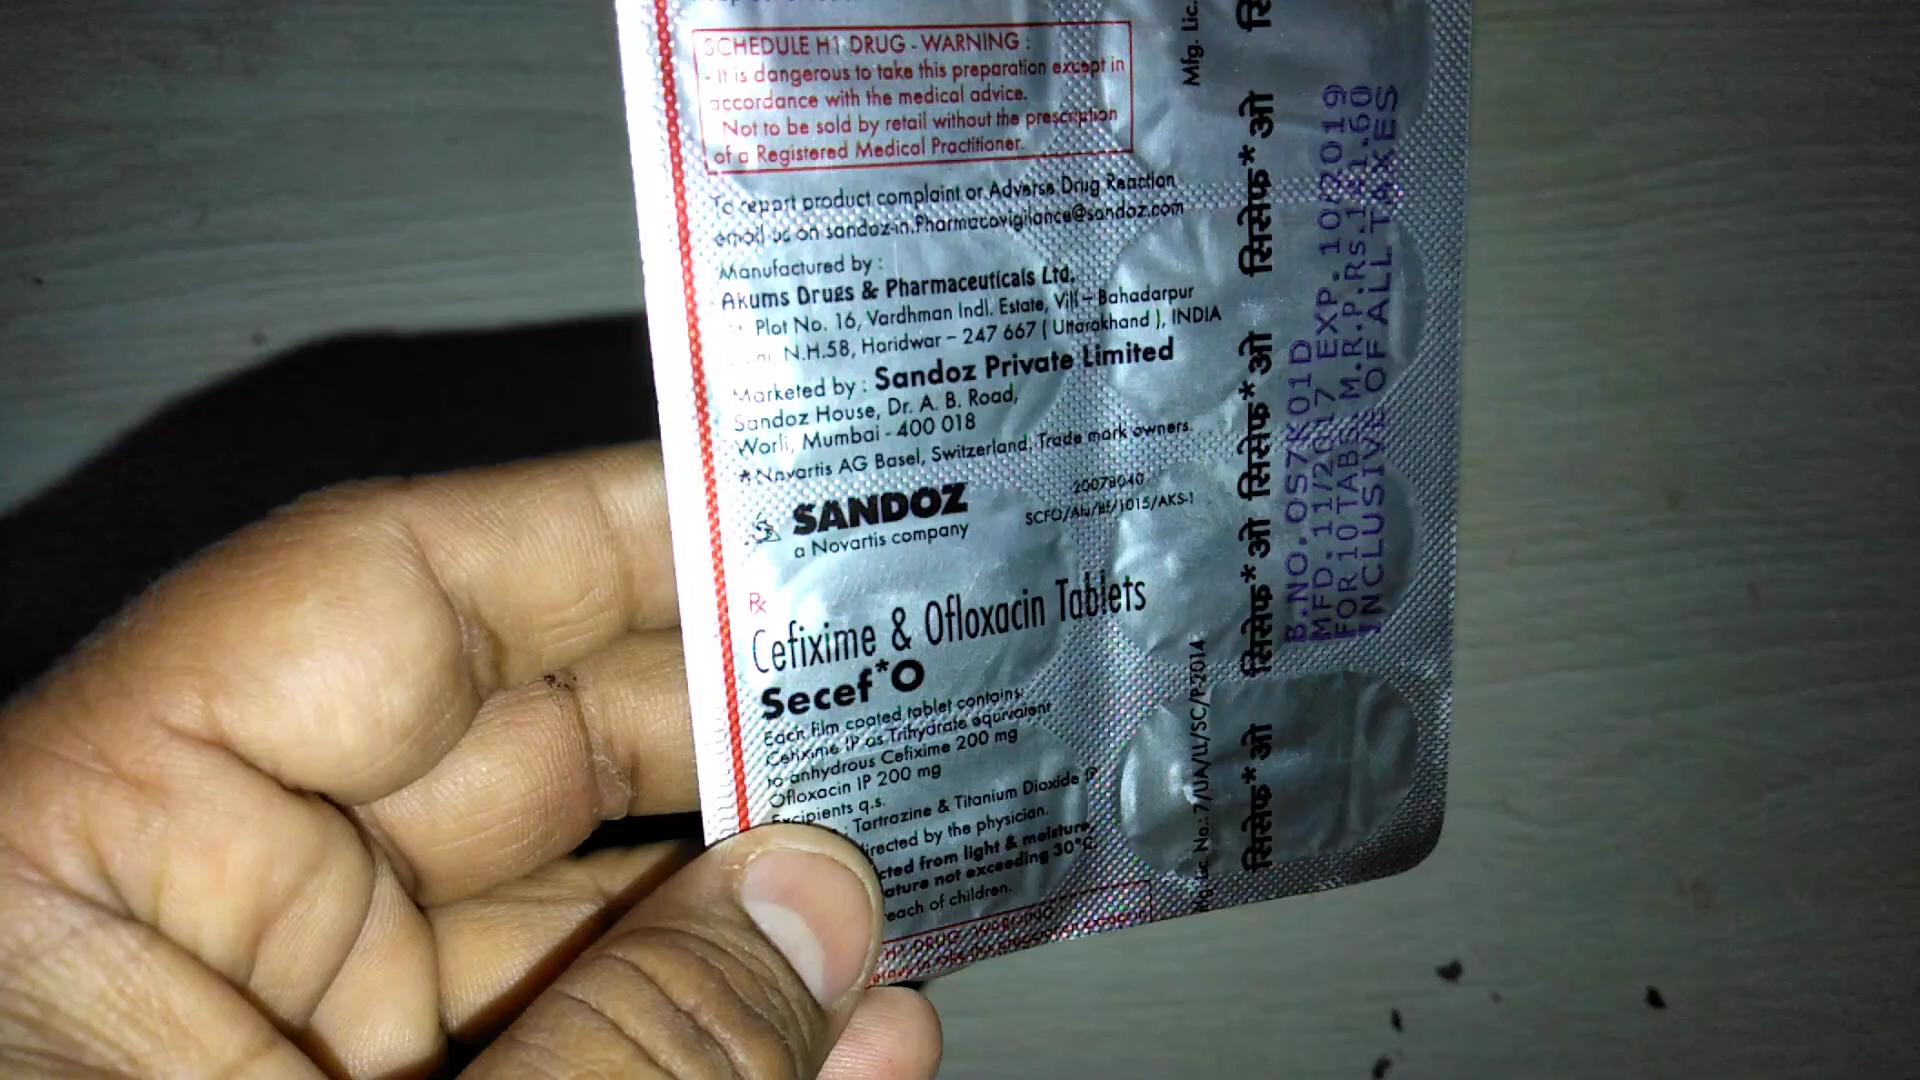 SCHEDULE H1 DRUG - WARNING :
- It is dangerous to take this preparation except in
accordance with the medical advice.
Not to be sold by retail without the prescription
of a Registered Medical Practitioner.
To report product complaint or Adverse Drug Reaction
email us on sandoz-in.Pharmacovigilance@sandoz.com
Manufactured by :
Akums Drugs & Pharmaceuticals Ltd.
Plot No. 16, Vardhman Indl. Estate, Vill – Bahadarpur
N.H.58, Haridwar – 247 667 ( Uttarakhand ), INDIA
Marketed by : Sandoz Private Limited
Sandoz House, Dr. A. B. Road,
Worli, Mumbai - 400 018
* Novartis AG Basel, Switzerland. Trade mark owners.
SANDOZ
a Novartis company
20078040
1015/AKS-1
Rx
Cefixime & Ofloxacin Tablets
Secef*O
Each film coated tablet contains:
Cefixime IP as Trihydrate equivalent
to anhydrous Cefixime 200 mg
Ofloxacin IP 200 mg
Excipients q.s.
: Tartrazine & Titanium Dioxide IP
directed by the physician.
cted from light & moisture,
ature not exceeding 30°C.
reach of children.
H1 DRUG - WARNING
Mfg. Lic.
Mfg. Lic. No.: 7/UA/LL/SC/P-2014
सिसेफ*ओ सिसेफ*ओ सिसेफ*ओ सिसेफ*ओ सि
B.NO.OS7K01D
MFD.11/2017 EXP.10/2019
FOR 10 TABS.M.R.P.Rs.141.60
INCLUSIVE OF ALL TAXES